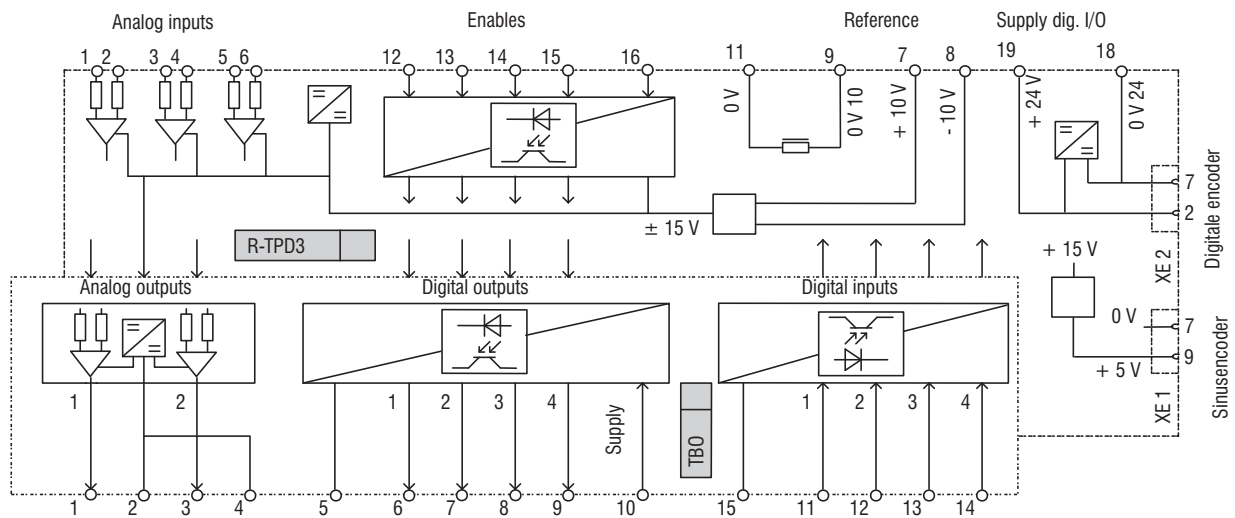 Analog inputs Enables Reference Supply dig. I/O
1 2 3 4 5 6 12 13 14 15 16 11 9 7 8 19 18
0 V 0 V 10 + 10 V - 10 V + 24 V 0 V 24
7
2
± 15 V
Digitale encoder
XE 2
R-TPD3
+ 15 V
Analog outputs Digital outputs Digital inputs
0 V
7
9
+ 5 V
Sinusencoder
XE 1
1 2 1 2 3 4 Supply 1 2 3 4
TBO
1 2 3 4 5 6 7 8 9 10 15 11 12 13 14